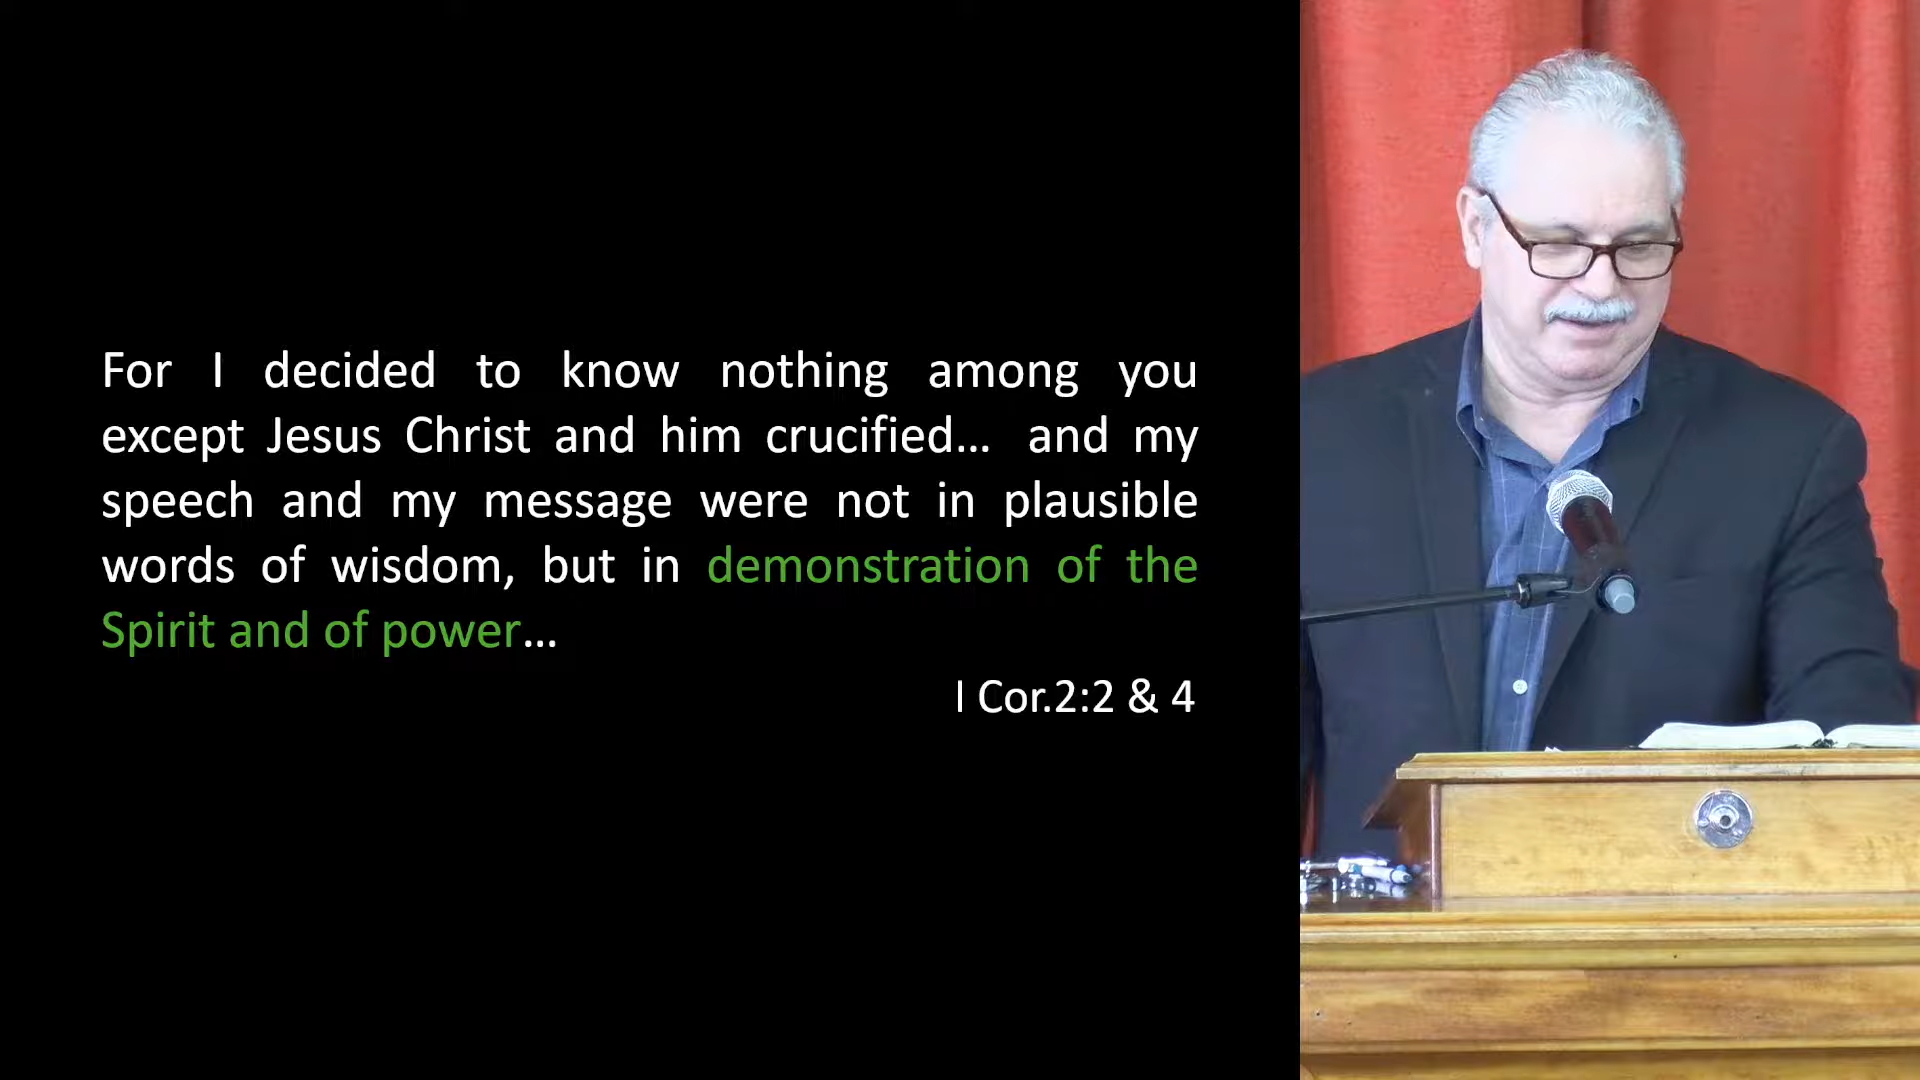 For I decided to know nothing among you
except Jesus Christ and him crucified… and my
speech and my message were not in plausible
words of wisdom, but in demonstration of the
Spirit and of power…
I Cor.2:2 & 4